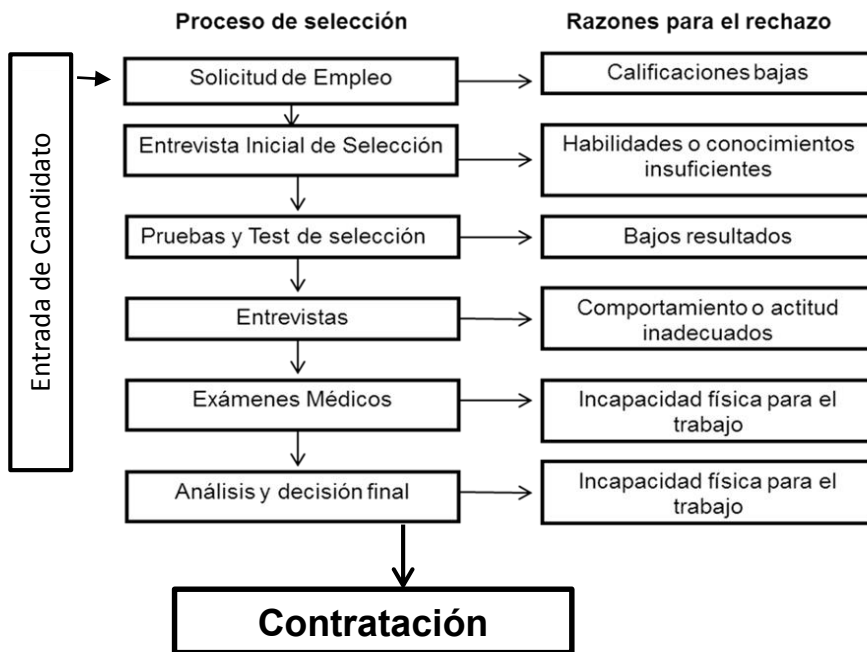 Proceso de selección
Razones para el rechazo
Entrada de Candidato
Solicitud de Empleo
Calificaciones bajas
Entrevista Inicial de Selección
Habilidades o conocimientos
insuficientes
Pruebas y Test de selección
Bajos resultados
Entrevistas
Comportamiento o actitud
inadecuados
Exámenes Médicos
Incapacidad física para el
trabajo
Análisis y decisión final
Incapacidad física para el
trabajo
Contratación